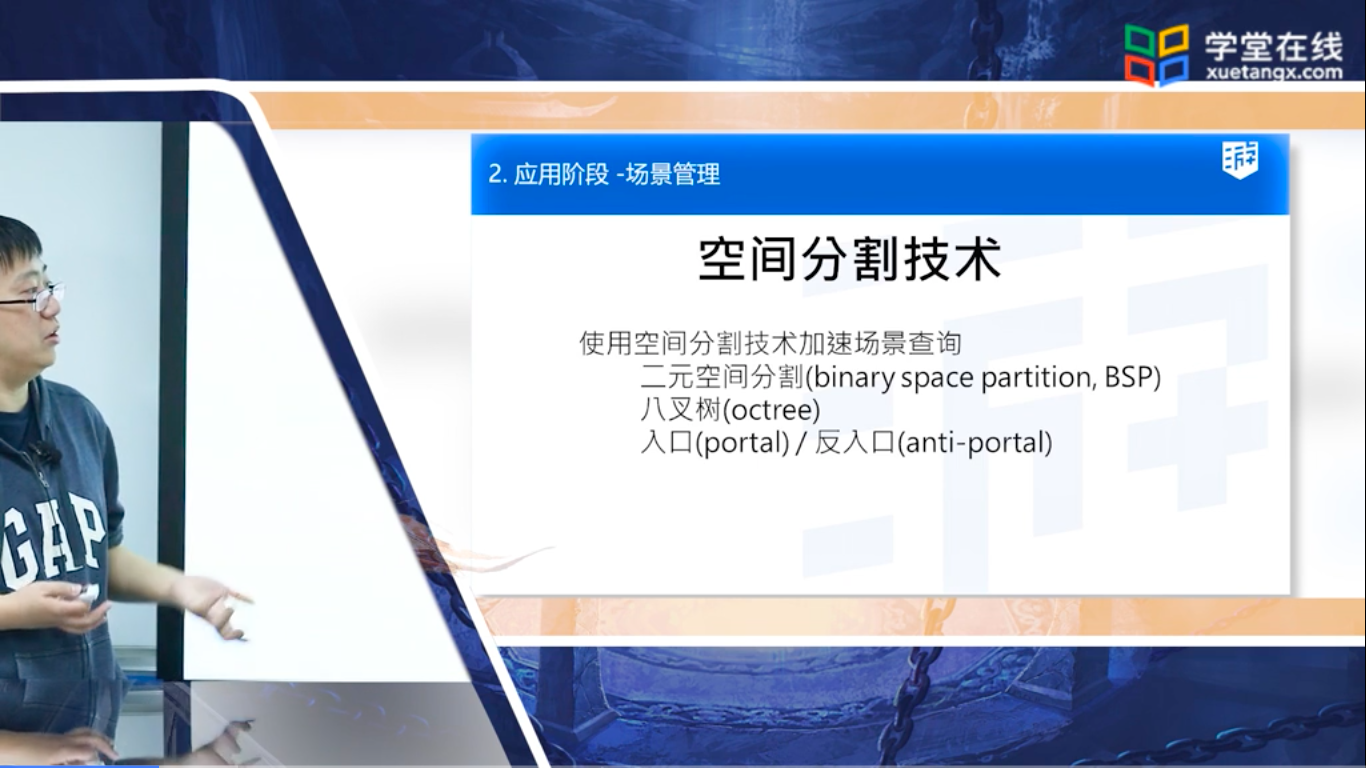 学堂在线
xuetangx.com
2. 应用阶段 -场景管理
空间分割技术
使用空间分割技术加速场景查询
二元空间分割(binary space partition, BSP)
八叉树(octree)
入口(portal) / 反入口(anti-portal)
GAP